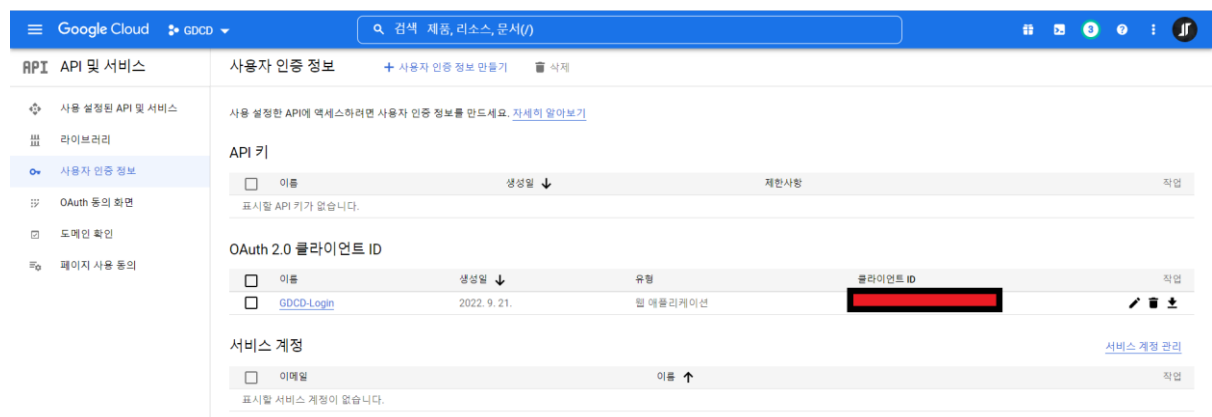 Google Cloud GDCD 검색 제품, 리소스, 문서(/) 3
API API 및 서비스
사용 설정된 API 및 서비스
라이브러리
사용자 인증 정보
OAuth 동의 화면
도메인 확인
페이지 사용 동의
사용자 인증 정보 + 사용자 인증 정보 만들기 삭제
사용 설정한 API에 액세스하려면 사용자 인증 정보를 만드세요. 자세히 알아보기
API 키
이름 생성일 제한사항 작업
표시할 API 키가 없습니다.
OAuth 2.0 클라이언트 ID
이름 생성일 유형 클라이언트 ID 작업
GDCD-Login 2022. 9. 21. 웹 애플리케이션
서비스 계정 서비스 계정 관리
이메일 이름 작업
표시할 서비스 계정이 없습니다.